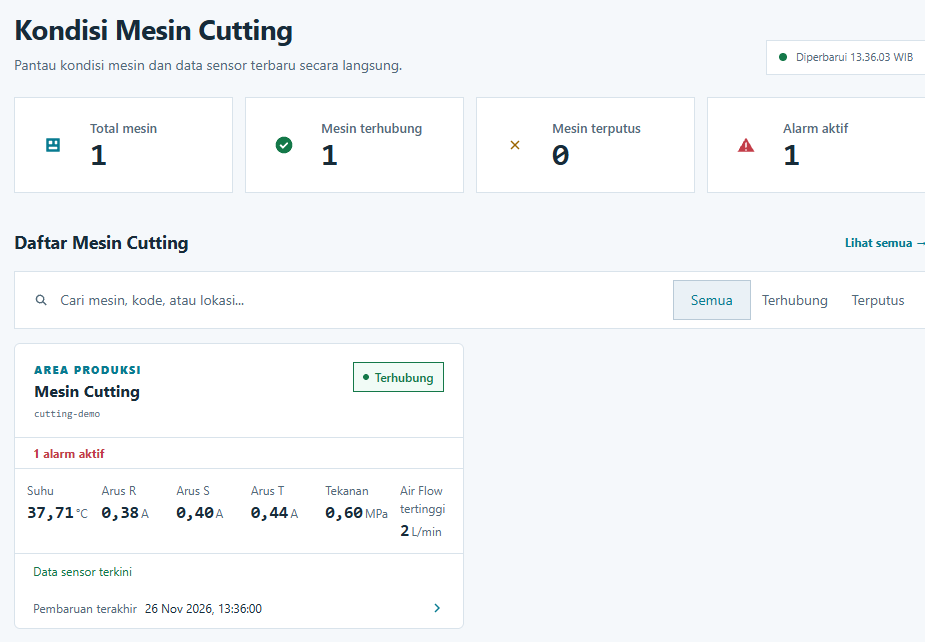 Kondisi Mesin Cutting
Pantau kondisi mesin dan data sensor terbaru secara langsung.
Diperbarui 13.36.03 WIB
Total mesin
1
Mesin terhubung
1
Mesin terputus
0
Alarm aktif
1
Daftar Mesin Cutting
Lihat semua →
Cari mesin, kode, atau lokasi...
Semua
Terhubung
Terputus
AREA PRODUKSI
Mesin Cutting
cutting-demo
Terhubung
1 alarm aktif
Suhu
37,71 °C
Arus R
0,38 A
Arus S
0,40 A
Arus T
0,44 A
Tekanan
0,60 MPa
Air Flow
tertinggi
2 L/min
Data sensor terkini
Pembaruan terakhir 26 Nov 2026, 13:36:00